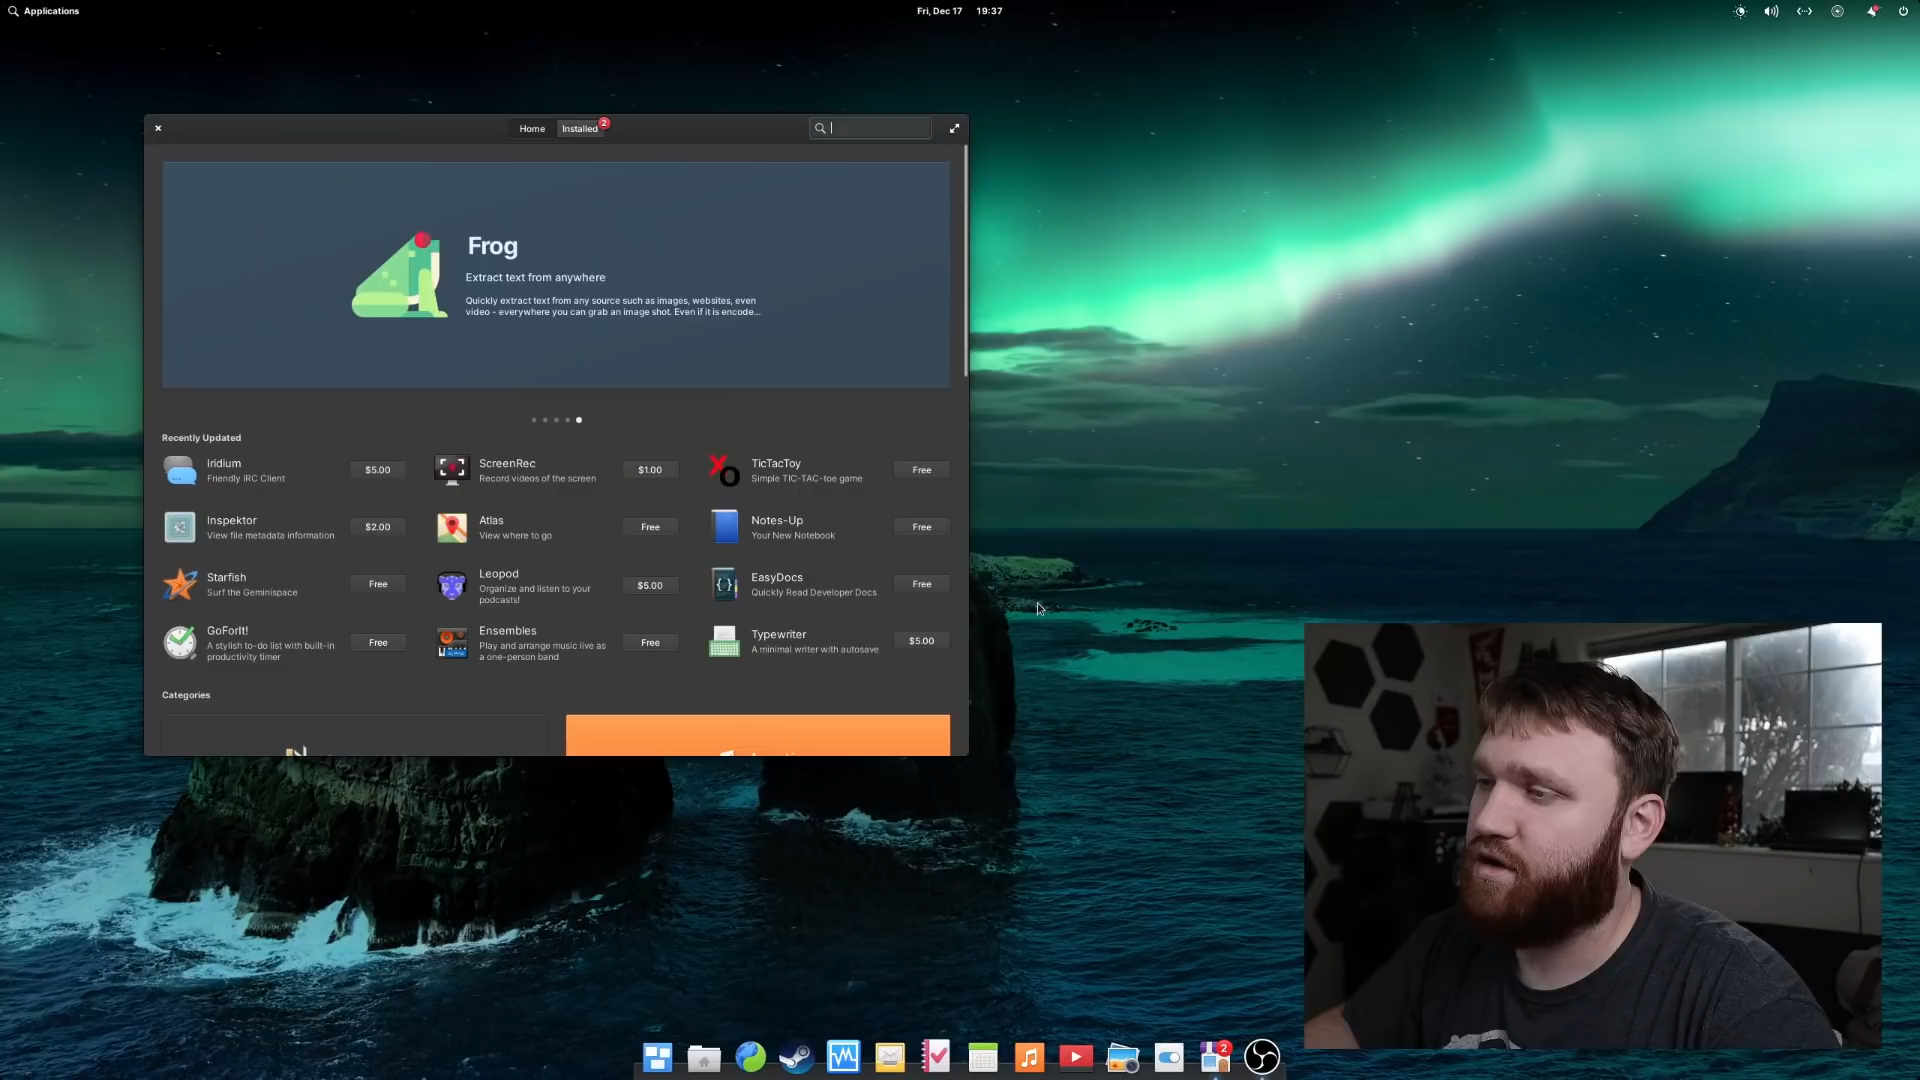 Applications
Fri, Dec 17 19:37
Home
Installed
2
Frog
Extract text from anywhere
Quickly extract text from any source such as images, websites, even
video - everywhere you can grab an image shot. Even if it is encode...
Recently Updated
Iridium
Friendly IRC Client
$5.00
ScreenRec
Record videos of the screen
$1.00
TicTacToy
Simple TIC-TAC-toe game
Free
Inspektor
View file metadata information
$2.00
Atlas
View where to go
Free
Notes-Up
Your New Notebook
Free
Starfish
Surf the Geminispace
Free
Leopod
Organize and listen to your
podcasts!
$5.00
EasyDocs
Quickly Read Developer Docs
Free
GoForIt!
A stylish to-do list with built-in
productivity timer
Free
Ensembles
Play and arrange music live as
a one-person band
Free
Typewriter
A minimal writer with autosave
$5.00
Categories
2